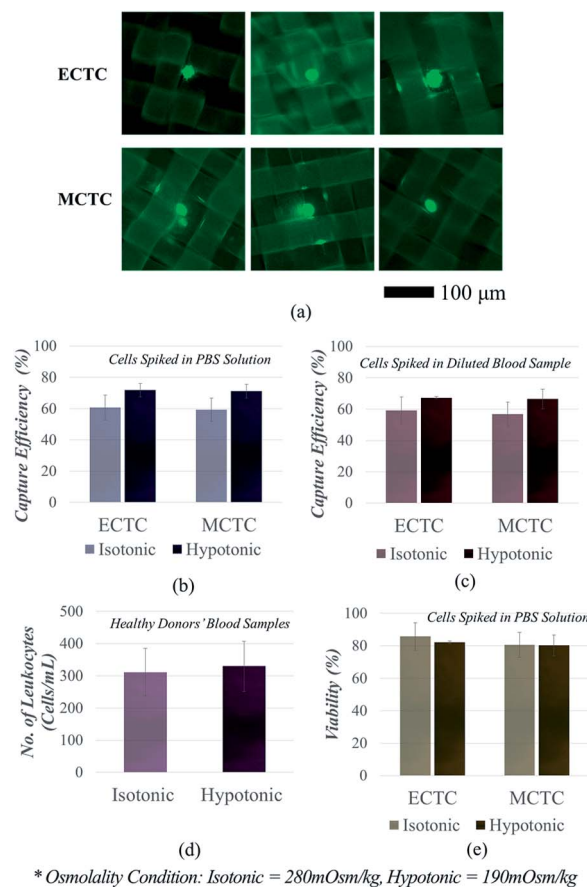 ECTC
MCTC
100 μm
(a)
Capture Efficiency (%)
100
80
60
40
20
0
Cells Spiked in PBS Solution
ECTC MCTC
Isotonic Hypotonic
(b)
Capture Efficiency (%)
100
80
60
40
20
0
Cells Spiked in Diluted Blood Sample
ECTC MCTC
Isotonic Hypotonic
(c)
No. of Leukocytes
(Cells/mL)
500
400
300
200
100
0
Healthy Donors' Blood Samples
Isotonic Hypotonic
(d)
Viability (%)
100
80
60
40
20
0
Cells Spiked in PBS Solution
ECTC MCTC
Isotonic Hypotonic
(e)
* Osmolality Condition: Isotonic = 280mOsm/kg, Hypotonic = 190mOsm/kg